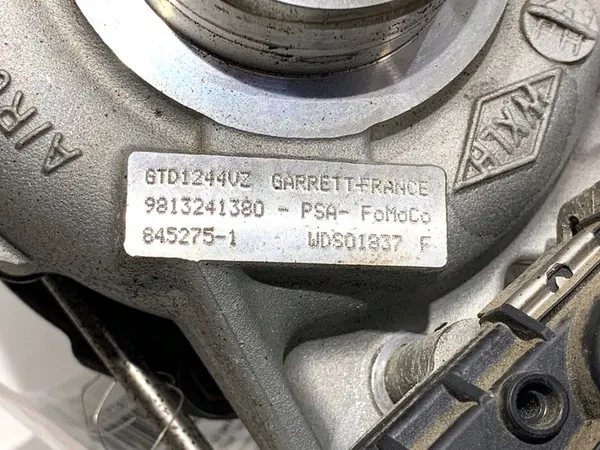 GTD1244VZ GARRETT-FRANCE
9813241380 - PSA- FoMoCo
845275-1 WDS01837 F